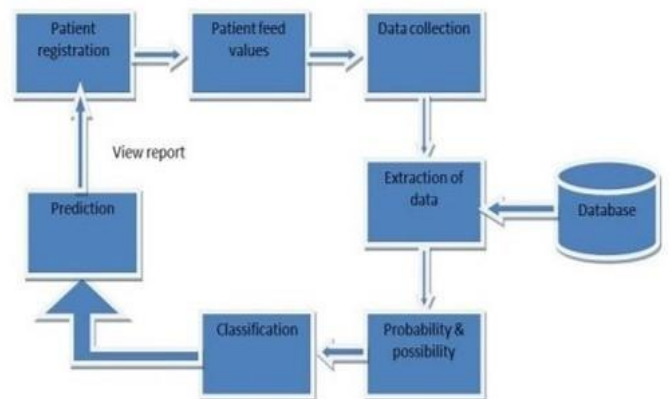 Patient
registration
Patient feed
values
Data collection
View report
Extraction of
data
Database
Prediction
Classification
Probability &
possibility